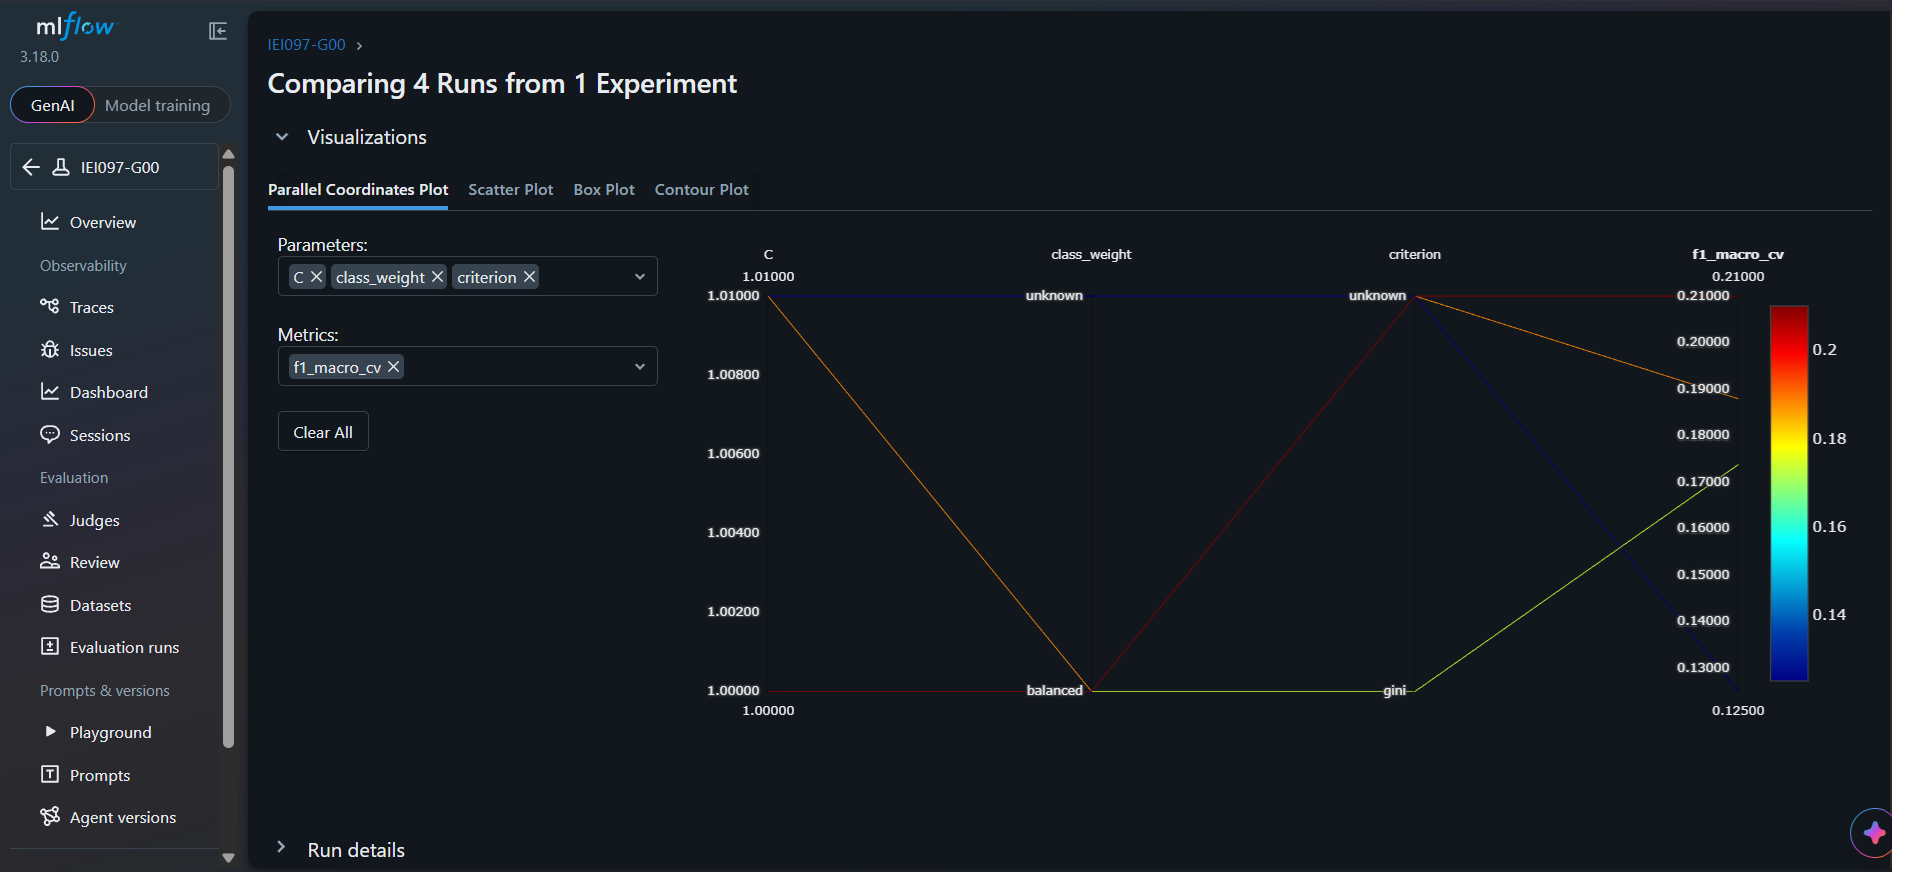 mlflow
3.18.0
GenAI
Model training
IEI097-G00
Overview
Observability
Traces
Issues
Dashboard
Sessions
Evaluation
Judges
Review
Datasets
Evaluation runs
Prompts & versions
Playground
Prompts
Agent versions
IEI097-G00
Comparing 4 Runs from 1 Experiment
Visualizations
Parallel Coordinates Plot
Scatter Plot
Box Plot
Contour Plot
Parameters:
C
class_weight
criterion
Metrics:
f1_macro_cv
Clear All
C
1.01000
1.01000
1.00800
1.00600
1.00400
1.00200
1.00000
1.00000
class_weight
unknown
balanced
criterion
unknown
gini
f1_macro_cv
0.21000
0.21000
0.20000
0.19000
0.18000
0.17000
0.16000
0.15000
0.14000
0.13000
0.12500
0.2
0.18
0.16
0.14
Run details